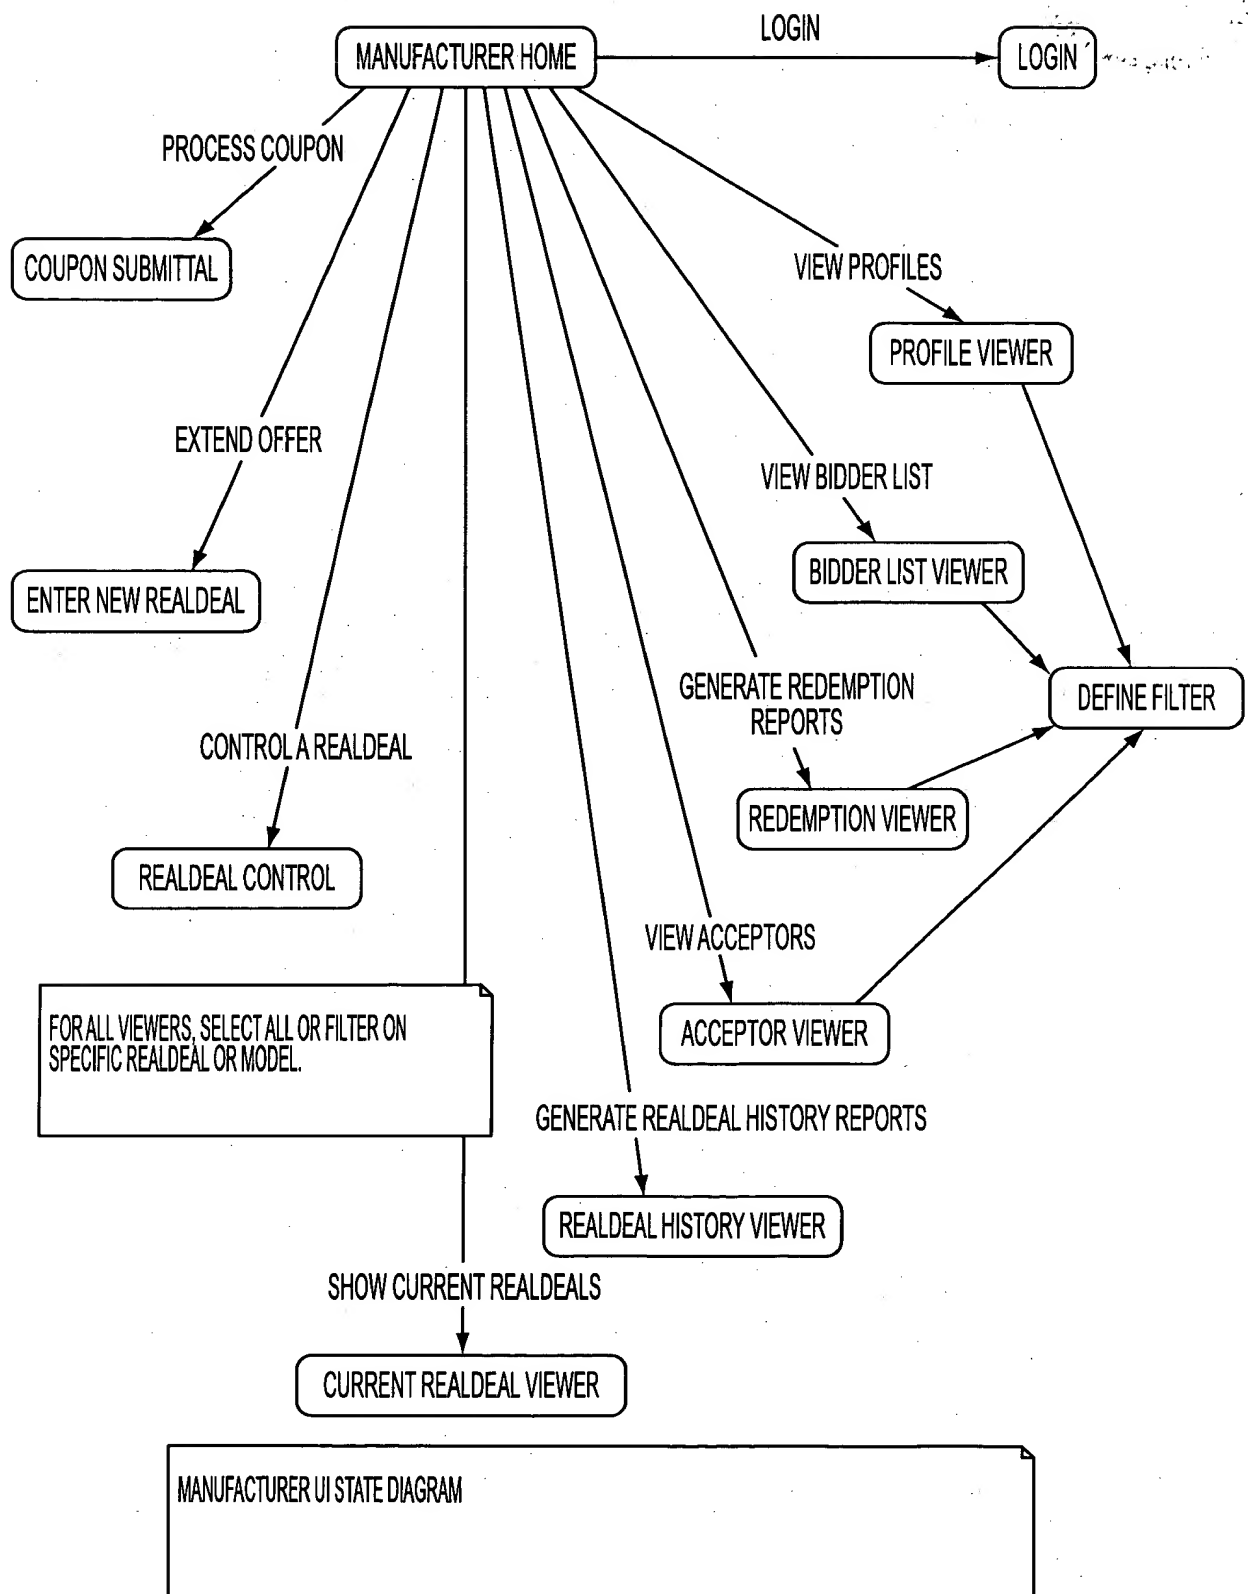 LOGIN
MANUFACTURER HOME
LOGIN
PROCESS COUPON
COUPON SUBMITTAL
VIEW PROFILES
PROFILE VIEWER
EXTEND OFFER
VIEW BIDDER LIST
ENTER NEW REALDEAL
BIDDER LIST VIEWER
GENERATE REDEMPTION
REPORTS
DEFINE FILTER
CONTROL A REALDEAL
REDEMPTION VIEWER
REALDEAL CONTROL
VIEW ACCEPTORS
FOR ALL VIEWERS, SELECT ALL OR FILTER ON
SPECIFIC REALDEAL OR MODEL.
ACCEPTOR VIEWER
GENERATE REALDEAL HISTORY REPORTS
REALDEAL HISTORY VIEWER
SHOW CURRENT REALDEALS
CURRENT REALDEAL VIEWER
MANUFACTURER UI STATE DIAGRAM